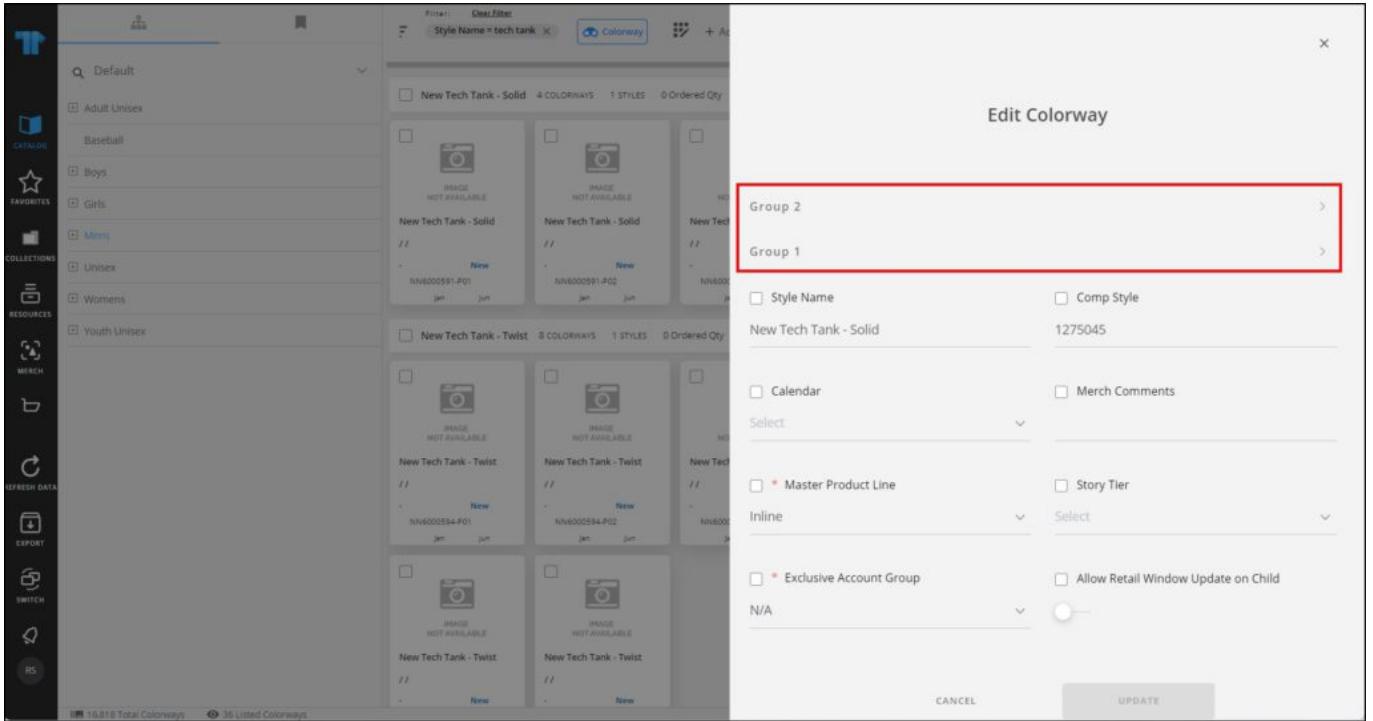 Filter: Clear Filter
Style Name = tech tank
Colorway
Default
Adult Unisex
Baseball
Boys
Girls
Mens
Unisex
Womens
Youth Unisex
CATALOG
FAVORITES
COLLECTIONS
RESOURCES
MERCH
REFRESH DATA
EXPORT
SWITCH
RS
16,818 Total Colorways 36 Listed Colorways
New Tech Tank - Solid 4 COLORWAYS 1 STYLES 0 Ordered Qty
IMAGE IMAGE
NOT AVAILABLE NOT AVAILABLE
New Tech Tank - Solid New Tech Tank - Solid New Tech
/ / / / / /
- New - New -
NN6000591-P01 NN6000591-P02
Jan Jun Jan Jun
New Tech Tank - Twist 8 COLORWAYS 1 STYLES 0 Ordered Qty
IMAGE IMAGE
NOT AVAILABLE NOT AVAILABLE
New Tech Tank - Twist New Tech Tank - Twist New Tech
/ / / / / /
- New - New -
NN6000594-P01 NN6000594-P02
Jan Jun Jan Jun
IMAGE IMAGE
NOT AVAILABLE NOT AVAILABLE
New Tech Tank - Twist New Tech Tank - Twist
/ / / /
- New - New
Edit Colorway
Group 2
Group 1
Style Name Comp Style
New Tech Tank - Solid 1275045
Calendar Merch Comments
Select
* Master Product Line Story Tier
Inline Select
* Exclusive Account Group Allow Retail Window Update on Child
N/A
CANCEL UPDATE